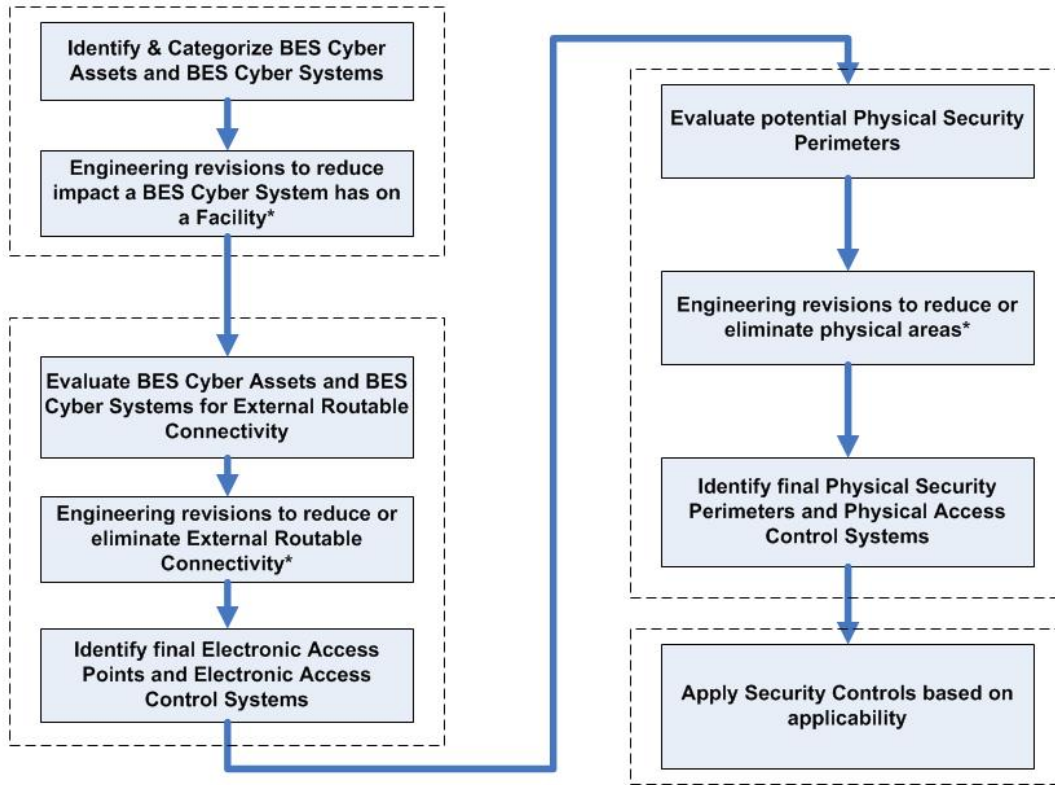 Identify & Categorize BES Cyber
Assets and BES Cyber Systems
Engineering revisions to reduce
impact a BES Cyber System has on
a Facility*
Evaluate BES Cyber Assets and BES
Cyber Systems for External Routable
Connectivity
Engineering revisions to reduce or
eliminate External Routable
Connectivity*
Identify final Electronic Access
Points and Electronic Access
Control Systems
Evaluate potential Physical Security
Perimeters
Engineering revisions to reduce or
eliminate physical areas*
Identify final Physical Security
Perimeters and Physical Access
Control Systems
Apply Security Controls based on
applicability